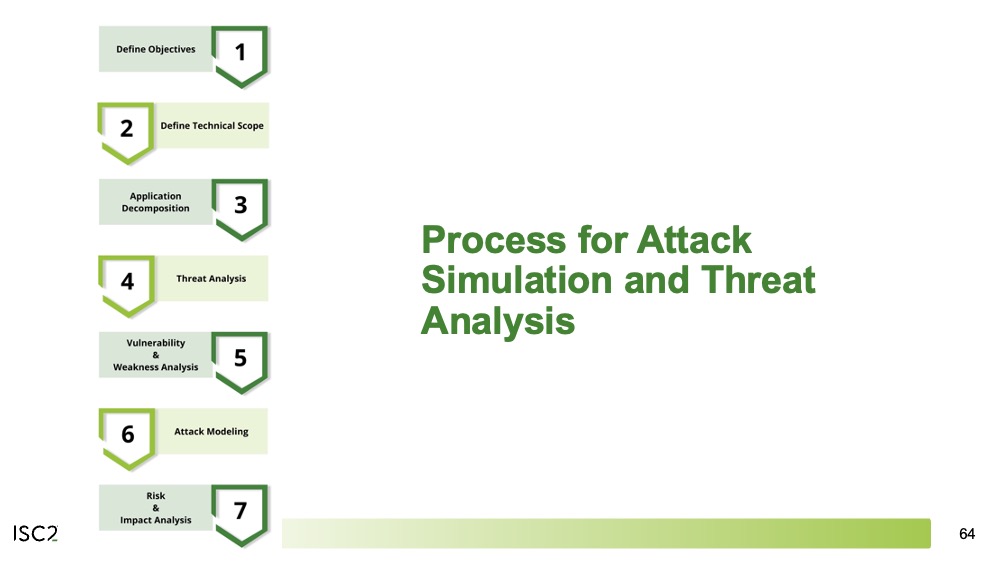 Define Objectives
1
2
Define Technical Scope
Application
Decomposition
3
4
Threat Analysis
Vulnerability
&
Weakness Analysis
5
6
Attack Modeling
Risk
&
Impact Analysis
7
Process for Attack
Simulation and Threat
Analysis
ISC2
64